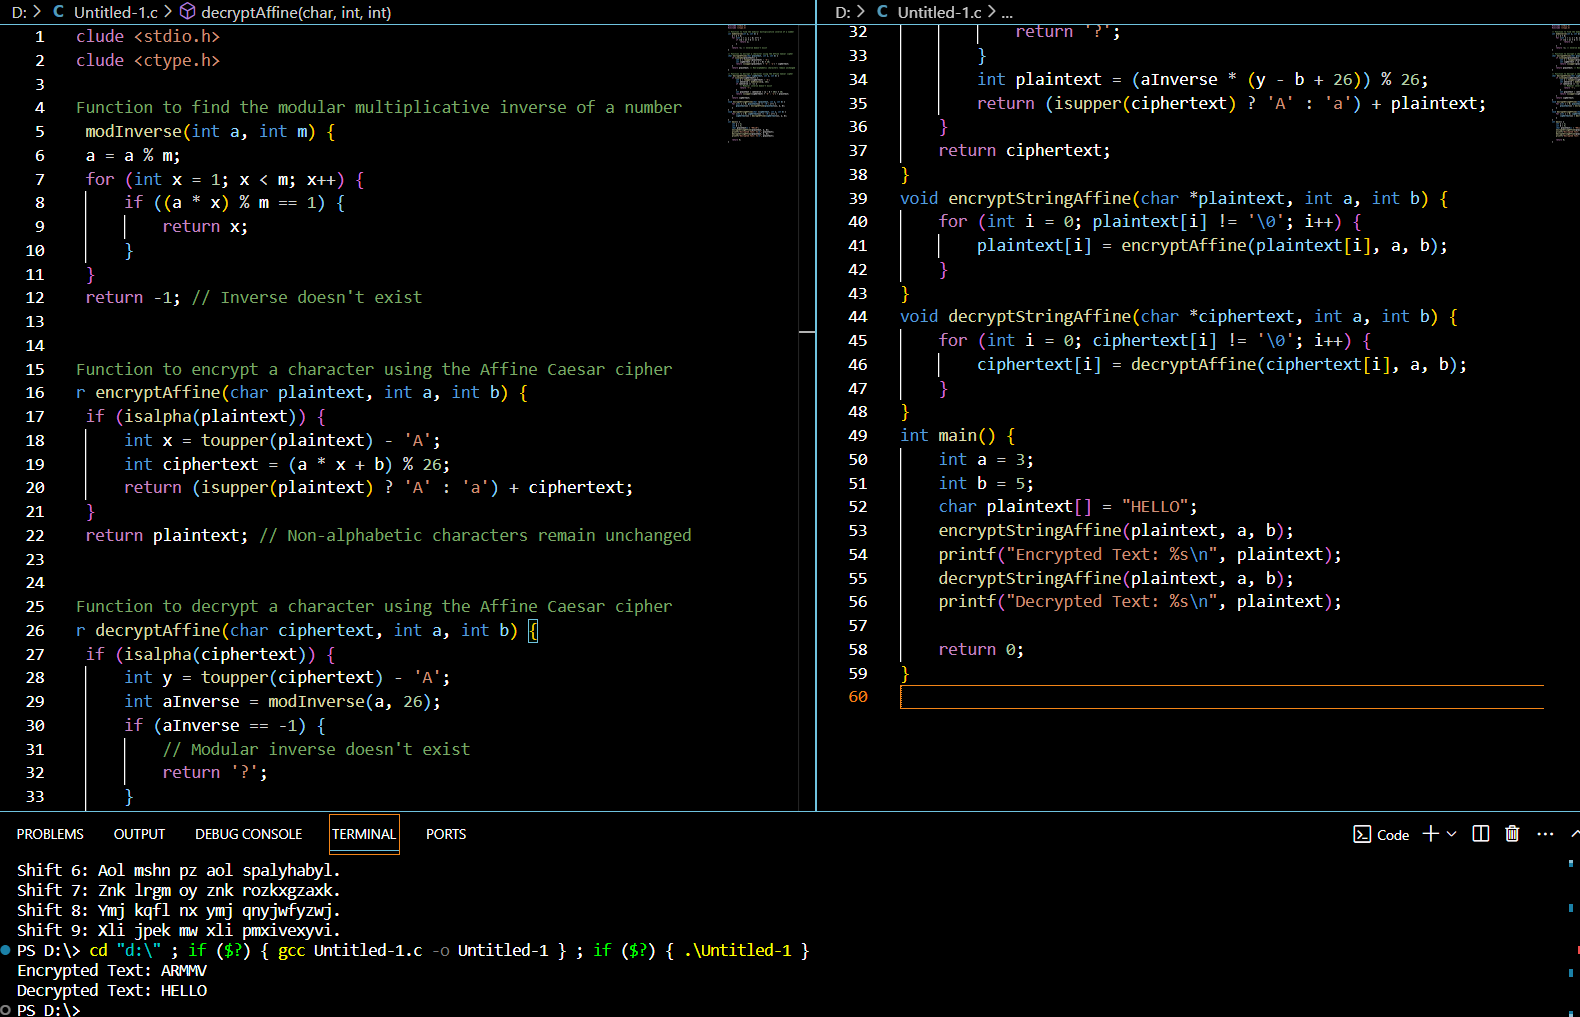 D: > C Untitled-1.c > decryptAffine(char, int, int)
1 clude <stdio.h>
2 clude <ctype.h>
3
4 Function to find the modular multiplicative inverse of a number
5 modInverse(int a, int m) {
6 a = a % m;
7 for (int x = 1; x < m; x++) {
8 if ((a * x) % m == 1) {
9 return x;
10 }
11 }
12 return -1; // Inverse doesn't exist
13
14
15 Function to encrypt a character using the Affine Caesar cipher
16 r encryptAffine(char plaintext, int a, int b) {
17 if (isalpha(plaintext)) {
18 int x = toupper(plaintext) - 'A';
19 int ciphertext = (a * x + b) % 26;
20 return (isupper(plaintext) ? 'A' : 'a') + ciphertext;
21 }
22 return plaintext; // Non-alphabetic characters remain unchanged
23
24
25 Function to decrypt a character using the Affine Caesar cipher
26 r decryptAffine(char ciphertext, int a, int b) {
27 if (isalpha(ciphertext)) {
28 int y = toupper(ciphertext) - 'A';
29 int aInverse = modInverse(a, 26);
30 if (aInverse == -1) {
31 // Modular inverse doesn't exist
32 return '?';
33 }
D: > C Untitled-1.c > ...
32 return '?';
33 }
34 int plaintext = (aInverse * (y - b + 26)) % 26;
35 return (isupper(ciphertext) ? 'A' : 'a') + plaintext;
36 }
37 return ciphertext;
38 }
39 void encryptStringAffine(char *plaintext, int a, int b) {
40 for (int i = 0; plaintext[i] != '\0'; i++) {
41 plaintext[i] = encryptAffine(plaintext[i], a, b);
42 }
43 }
44 void decryptStringAffine(char *ciphertext, int a, int b) {
45 for (int i = 0; ciphertext[i] != '\0'; i++) {
46 ciphertext[i] = decryptAffine(ciphertext[i], a, b);
47 }
48 }
49 int main() {
50 int a = 3;
51 int b = 5;
52 char plaintext[] = "HELLO";
53 encryptStringAffine(plaintext, a, b);
54 printf("Encrypted Text: %s\n", plaintext);
55 decryptStringAffine(plaintext, a, b);
56 printf("Decrypted Text: %s\n", plaintext);
57
58 return 0;
59 }
60
PROBLEMS OUTPUT DEBUG CONSOLE TERMINAL PORTS Code
Shift 6: Aol mshn pz aol spalyhabyl.
Shift 7: Znk lrgm oy znk rozkxgzaxk.
Shift 8: Ymj kqfl nx ymj qnyjwfyzwj.
Shift 9: Xli jpek mw xli pmxivexyvi.
PS D:\> cd "d:\" ; if ($?) { gcc Untitled-1.c -o Untitled-1 } ; if ($?) { .\Untitled-1 }
Encrypted Text: ARMMV
Decrypted Text: HELLO
PS D:\>